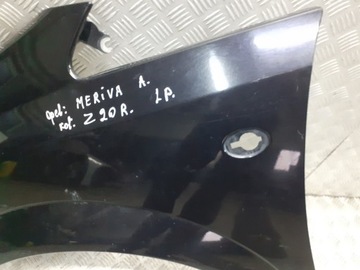 Opel: MERIVA A.
Kol. Z20R. LP.